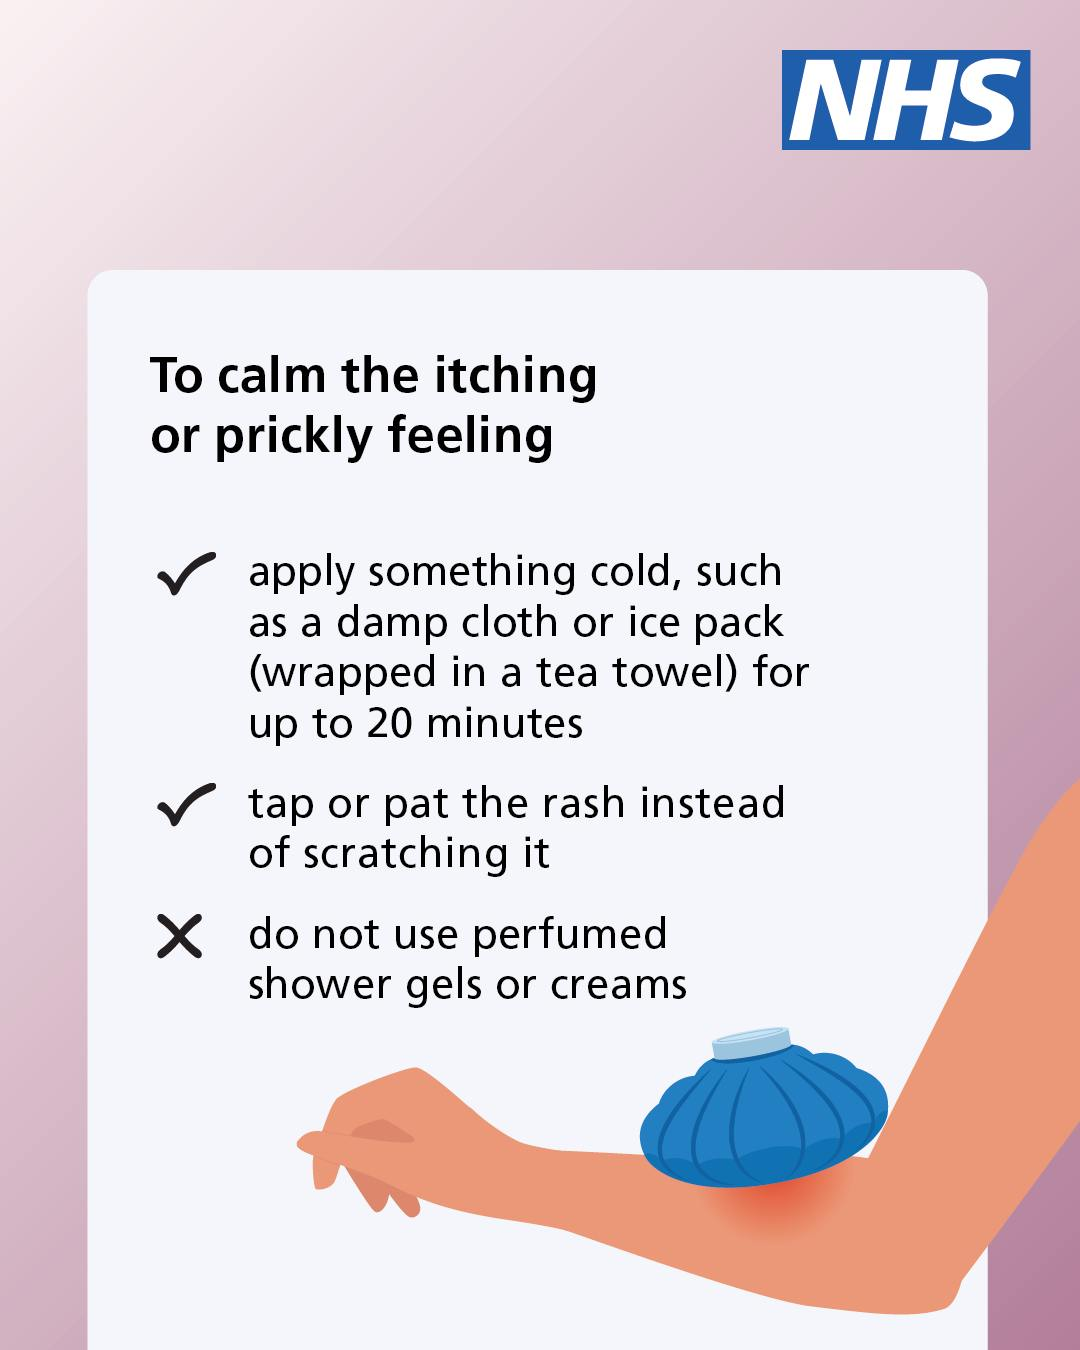 NHS
To calm the itching
or prickly feeling
apply something cold, such
as a damp cloth or ice pack
(wrapped in a tea towel) for
up to 20 minutes
tap or pat the rash instead
of scratching it
do not use perfumed
shower gels or creams